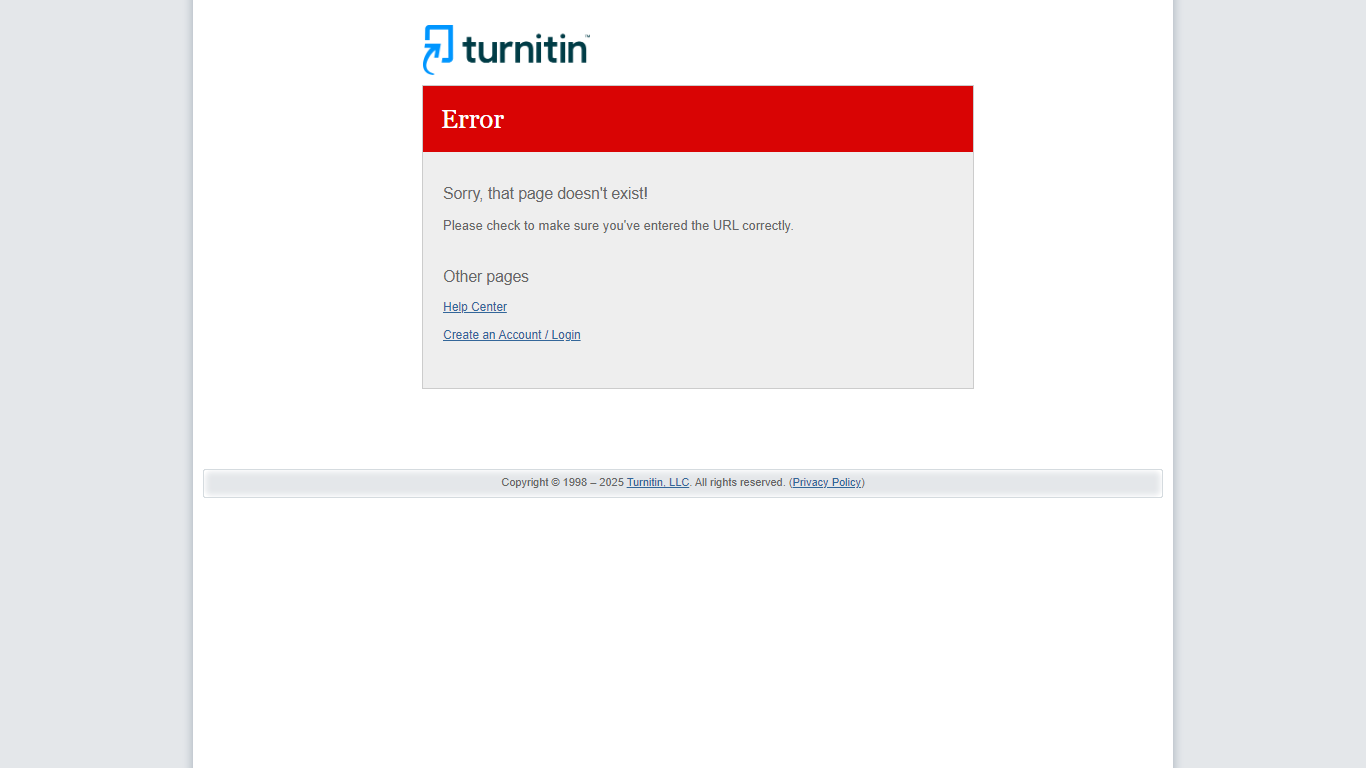 turnitin™
Error
Sorry, that page doesn't exist!
Please check to make sure you've entered the URL correctly.
Other pages
Help Center
Create an Account / Login
Copyright © 1998 – 2025 Turnitin, LLC. All rights reserved. (Privacy Policy)